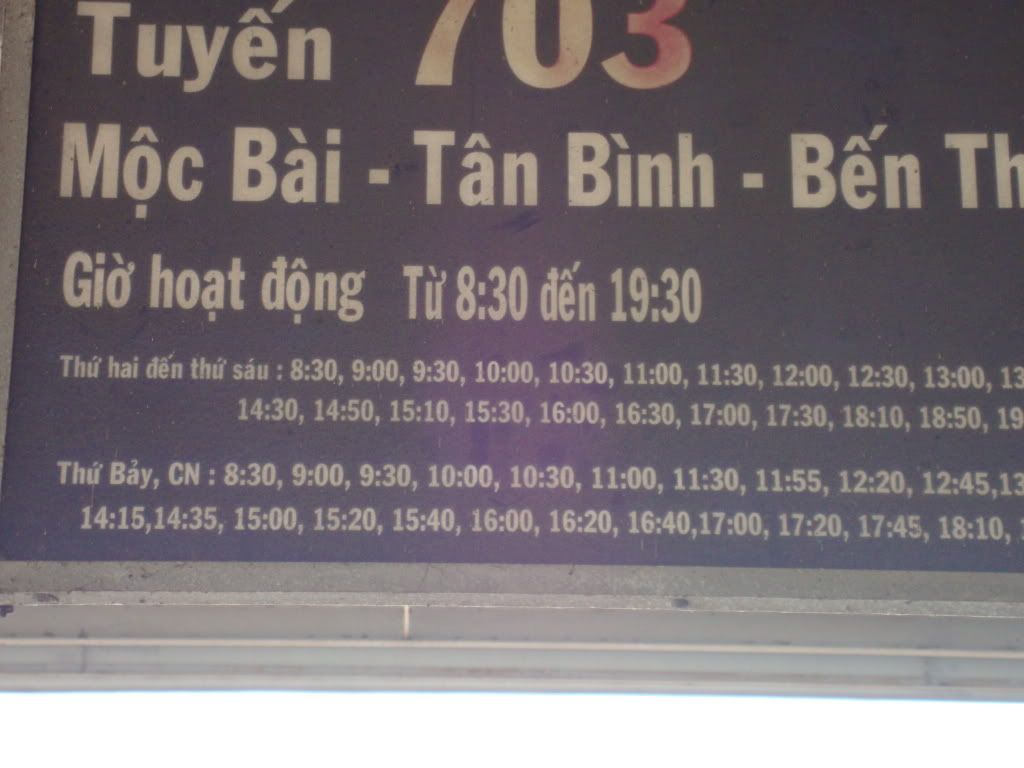 Tuyến 703
Mộc Bài - Tân Bình - Bến Th
Giờ hoạt động Từ 8:30 đến 19:30
Thứ hai đến thứ sáu : 8:30, 9:00, 9:30, 10:00, 10:30, 11:00, 11:30, 12:00, 12:30, 13:00, 13
14:30, 14:50, 15:10, 15:30, 16:00, 16:30, 17:00, 17:30, 18:10, 18:50, 19
Thứ Bảy, CN : 8:30, 9:00, 9:30, 10:00, 10:30, 11:00, 11:30, 11:55, 12:20, 12:45,13
14:15,14:35, 15:00, 15:20, 15:40, 16:00, 16:20, 16:40,17:00, 17:20, 17:45, 18:10,